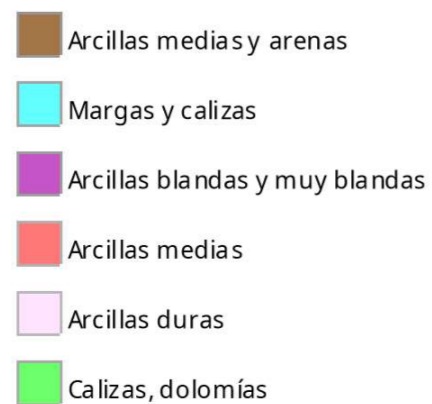 Arcillas medias y arenas
Margas y calizas
Arcillas blandas y muy blandas
Arcillas medias
Arcillas duras
Calizas, dolomías